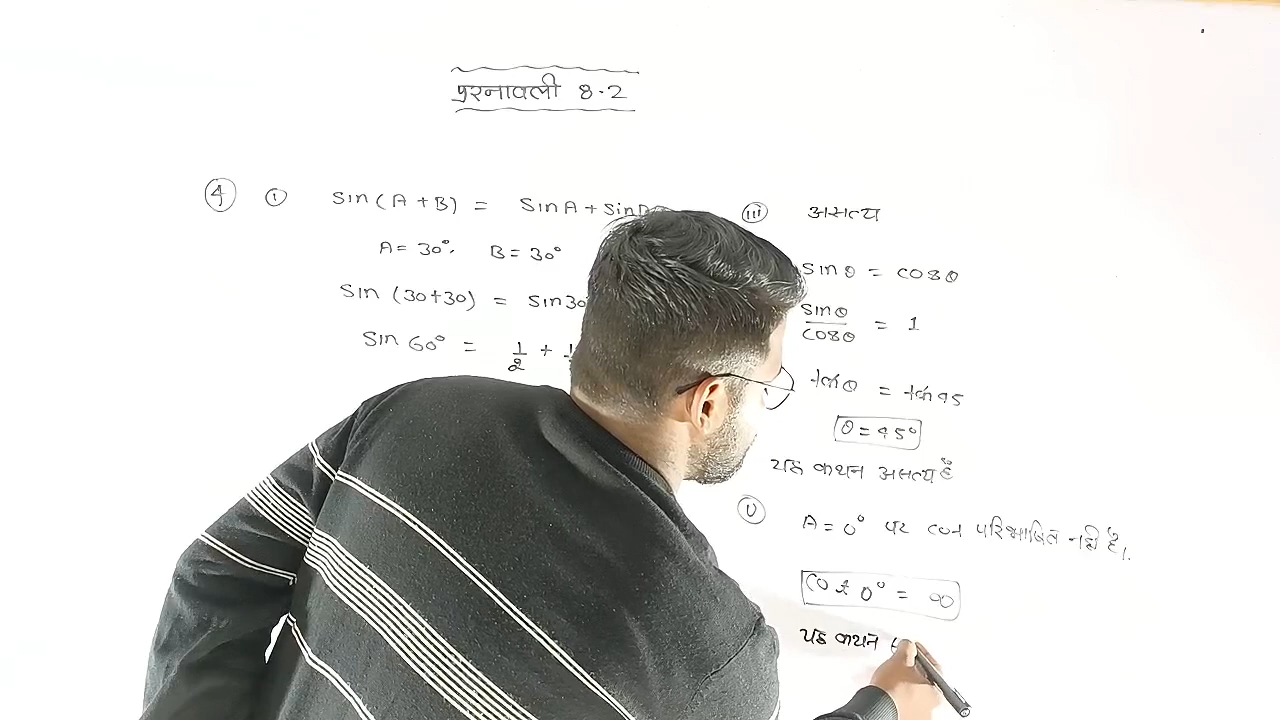 प्रश्नावली 8.2
4 i sin(A+B) = sinA + sin
A = 30°. B = 30°
sin(30+30) = sin30
sin60° = 1/2 +
iii असत्य
sinθ = cosθ
sinθ/cosθ = 1
tanθ = tan45
θ = 45°
यह कथन असत्य है
v A = 0° पर cot परिभाषित नहीं है।
cot 0° = ∞
यह कथन